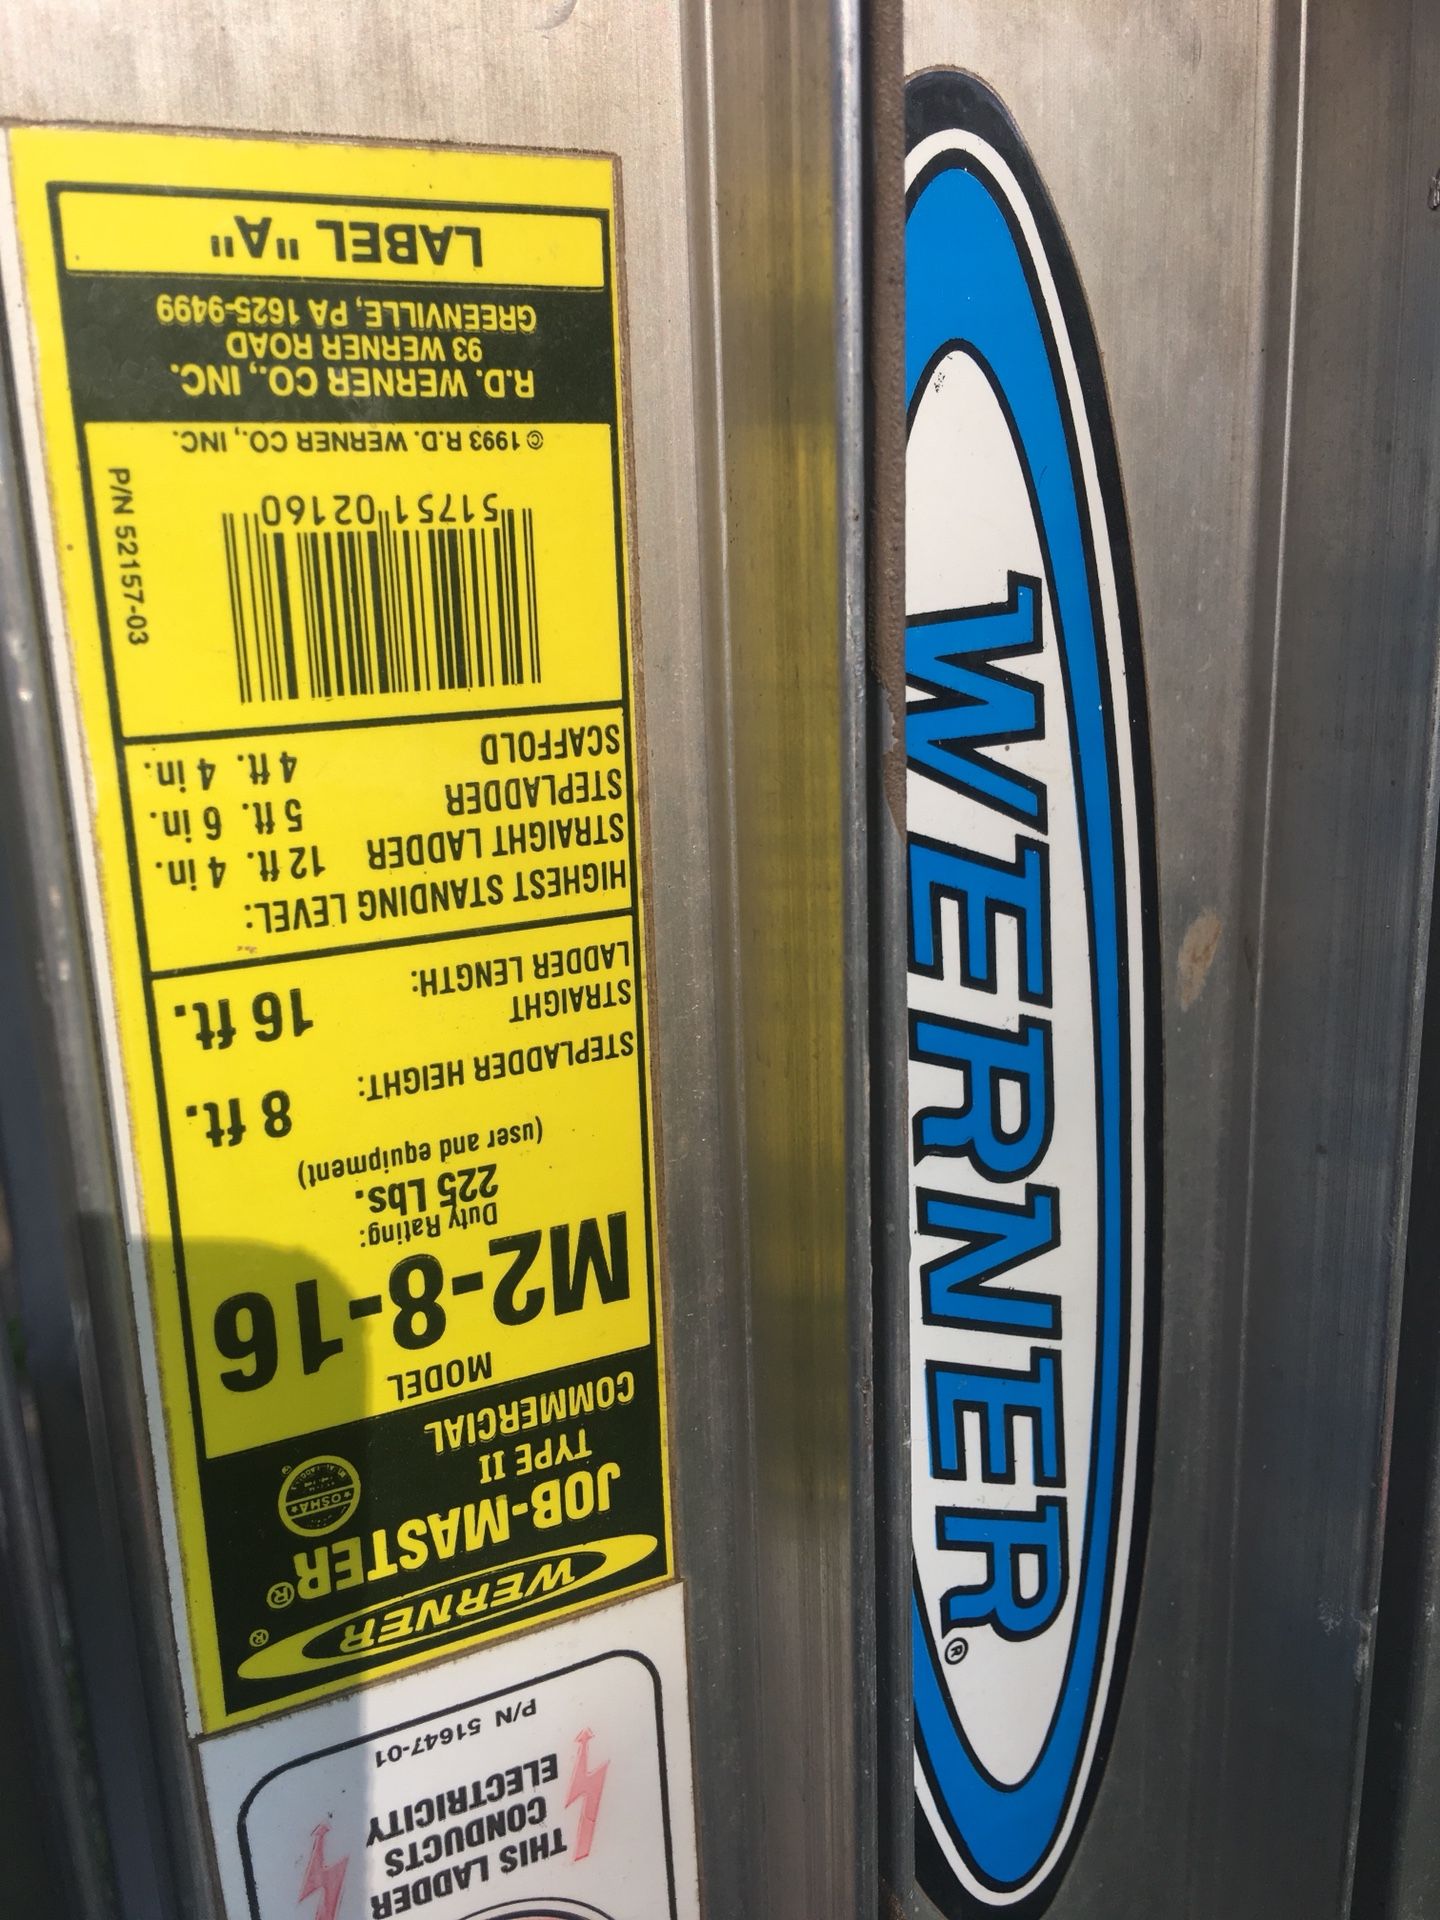 WERNER®
THIS LADDER
CONDUCTS
ELECTRICITY
P/N 51647-01
WERNER®
JOB-MASTER®
TYPE II
COMMERCIAL
★OSHA★
MODEL
M2-8-16
Duty Rating:
225 Lbs.
(user and equipment)
STEPLADDER HEIGHT: 8 ft.
STRAIGHT
LADDER LENGTH: 16 ft.
HIGHEST STANDING LEVEL:
STRAIGHT LADDER 12 ft. 4 in.
STEPLADDER 5 ft. 6 in.
SCAFFOLD 4 ft. 4 in.
51751 02160
P/N 52157-03
© 1993 R.D. WERNER CO., INC.
R.D. WERNER CO., INC.
93 WERNER ROAD
GREENVILLE, PA 1625-9499
LABEL "A"